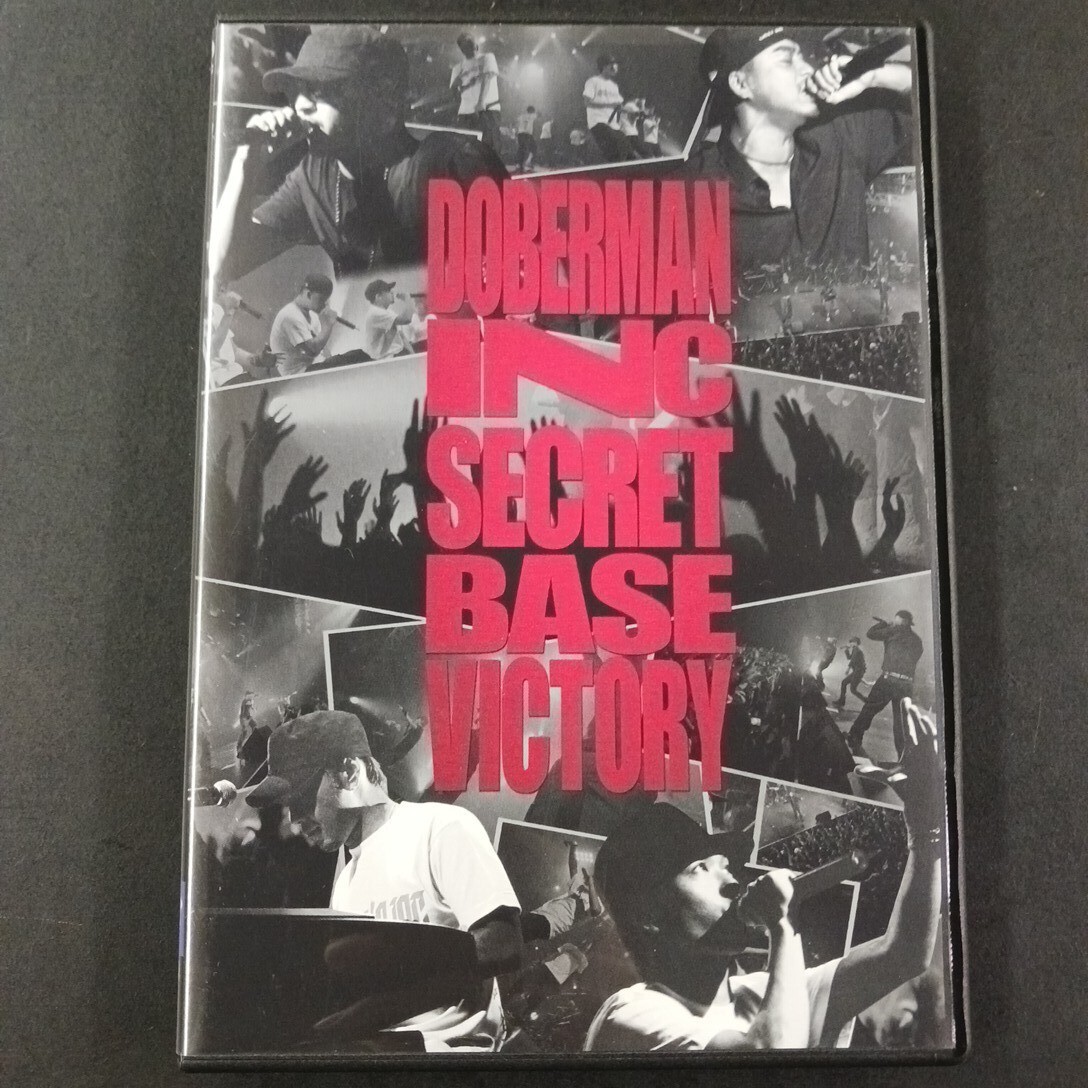 DOBERMAN
INC
SECRET
BASE
VICTORY